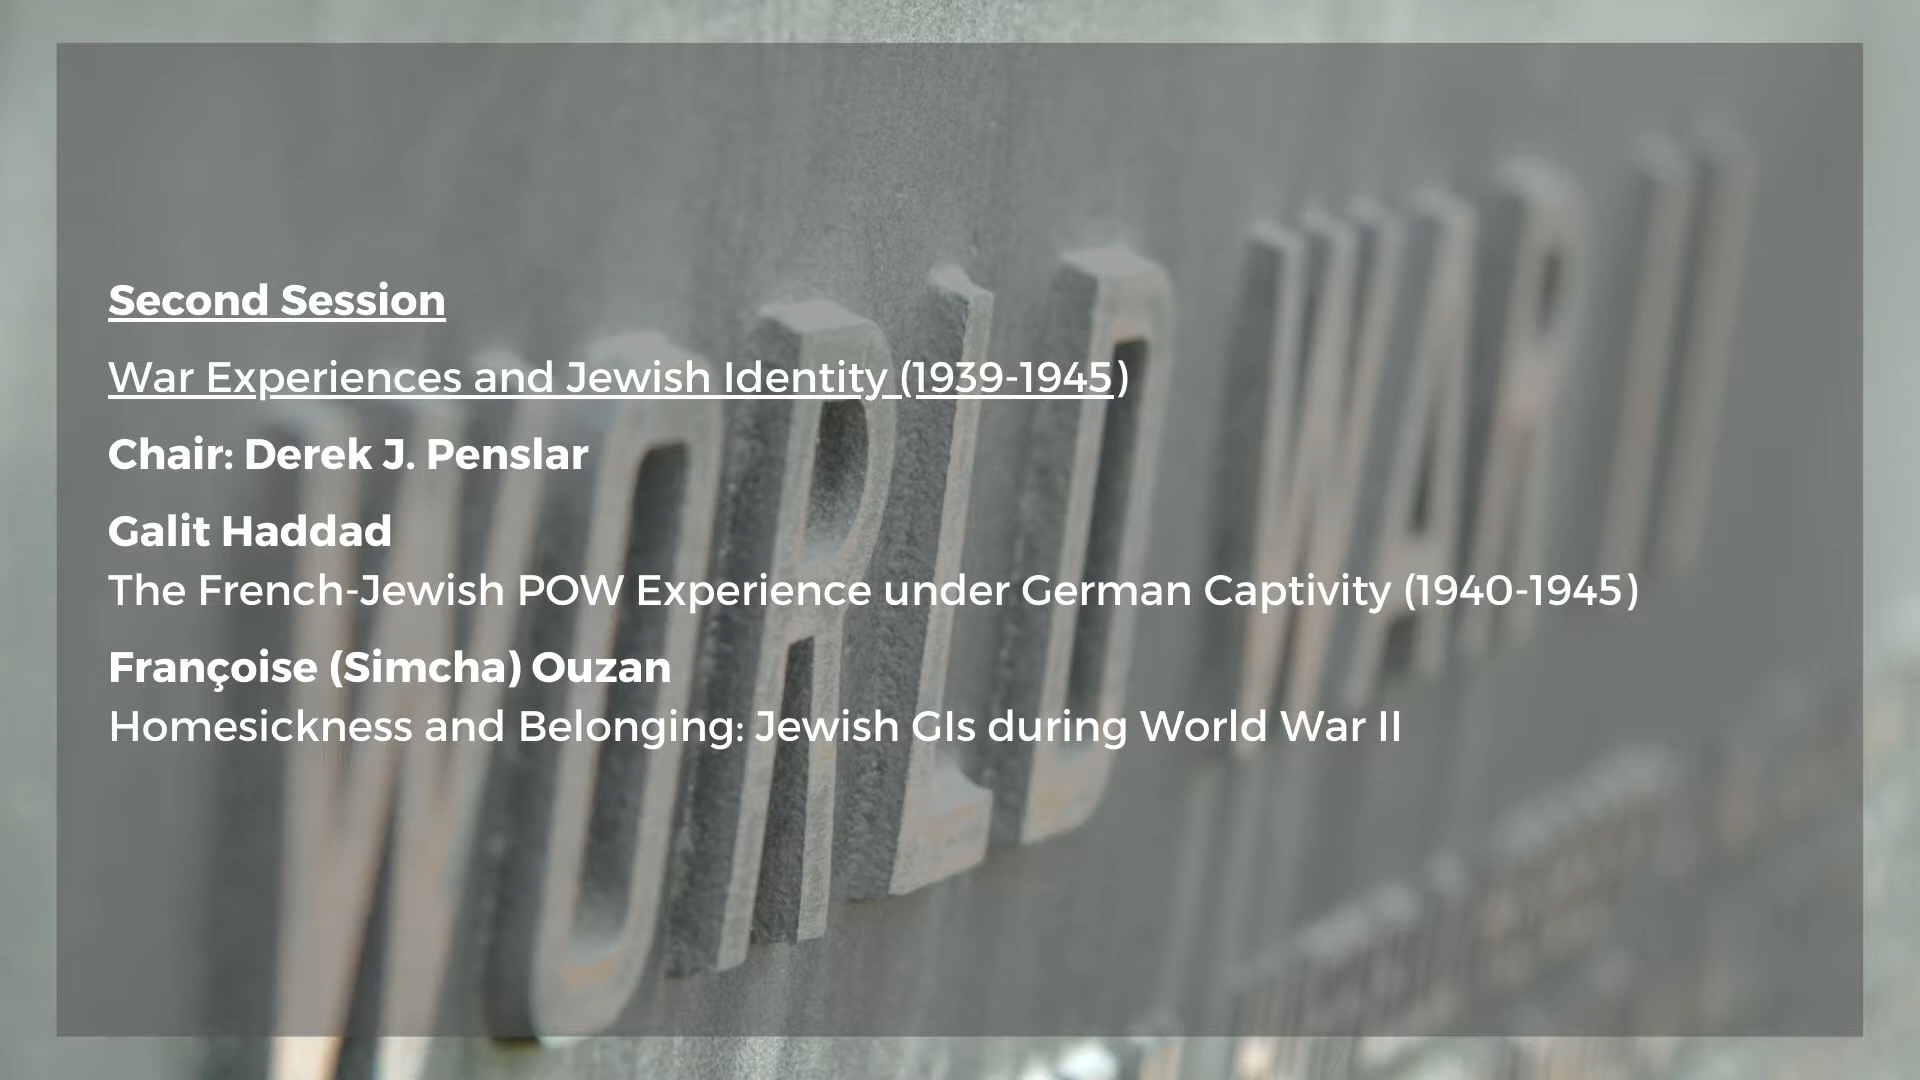 Second Session
War Experiences and Jewish Identity (1939-1945)
Chair: Derek J. Penslar
Galit Haddad
The French-Jewish POW Experience under German Captivity (1940-1945)
Françoise (Simcha) Ouzan
Homesickness and Belonging: Jewish GIs during World War II
WORLD WAR II